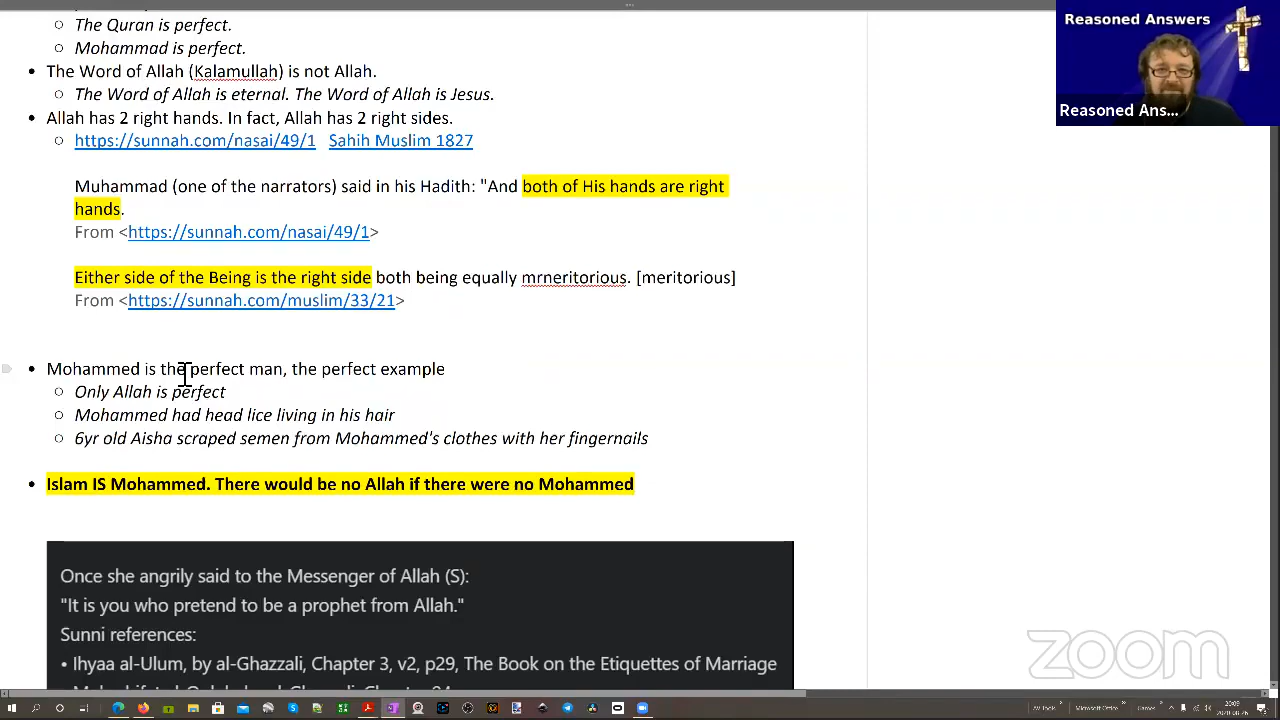 The Quran is perfect.
Mohammad is perfect.
The Word of Allah (Kalamullah) is not Allah.
The Word of Allah is eternal. The Word of Allah is Jesus.
Allah has 2 right hands. In fact, Allah has 2 right sides.
https://sunnah.com/nasai/49/1 Sahih Muslim 1827
Muhammad (one of the narrators) said in his Hadith: "And both of His hands are right
hands.
From <https://sunnah.com/nasai/49/1>
Either side of the Being is the right side both being equally mrneritorious. [meritorious]
From <https://sunnah.com/muslim/33/21>
Mohammed is the perfect man, the perfect example
Only Allah is perfect
Mohammed had head lice living in his hair
6yr old Aisha scraped semen from Mohammed's clothes with her fingernails
Islam IS Mohammed. There would be no Allah if there were no Mohammed
Once she angrily said to the Messenger of Allah (S):
"It is you who pretend to be a prophet from Allah."
Sunni references:
• Ihyaa al-Ulum, by al-Ghazzali, Chapter 3, v2, p29, The Book on the Etiquettes of Marriage
Reasoned Answers
Reasoned Ans...
zoom
20:09